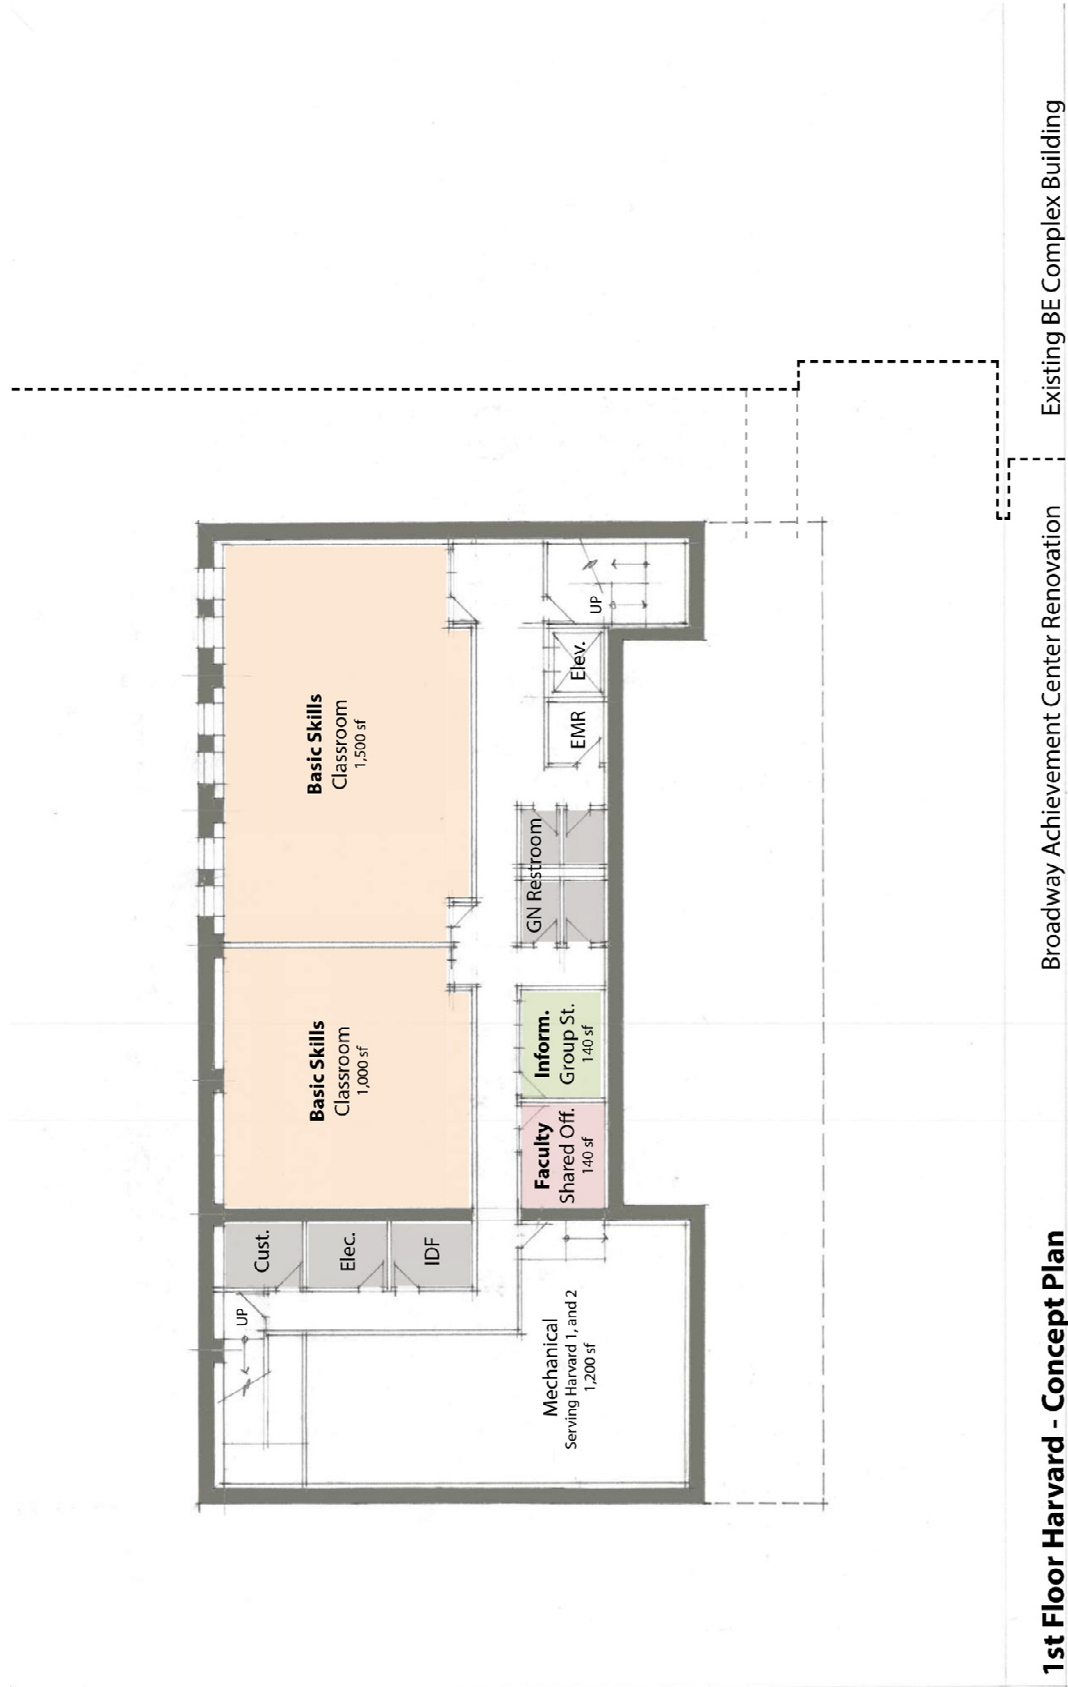 UP
Cust.
Elec.
IDF
Basic Skills
Classroom
1,000 sf
Basic Skills
Classroom
1,500 sf
Mechanical
Serving Harvard 1, and 2
1,200 sf
Faculty
Shared Off.
140 sf
Inform.
Group St.
140 sf
GN Restroom
EMR
Elev.
UP
1st Floor Harvard - Concept Plan
Broadway Achievement Center Renovation
Existing BE Complex Building